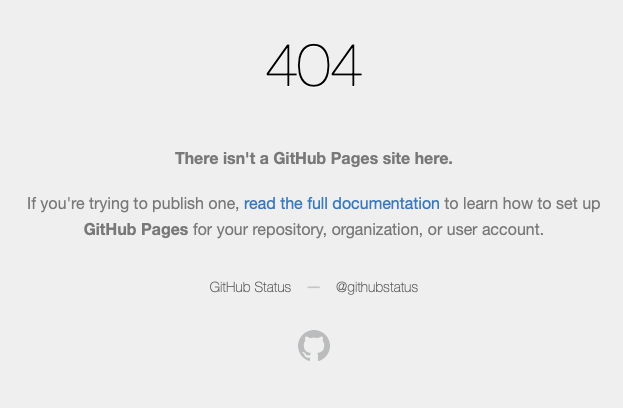 404
There isn't a GitHub Pages site here.
If you're trying to publish one, read the full documentation to learn how to set up
GitHub Pages for your repository, organization, or user account.
GitHub Status — @githubstatus